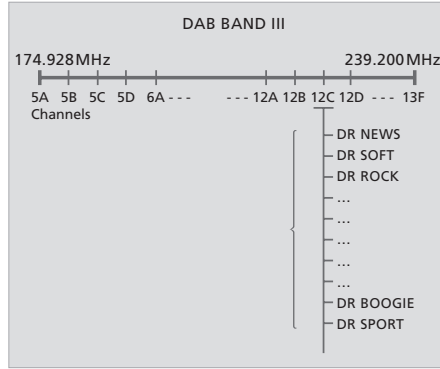 DAB BAND III
174.928MHz 239.200MHz
5A 5B 5C 5D 6A - - - - - - 12A 12B 12C 12D - - - 13F
Channels
DR NEWS
DR SOFT
DR ROCK
...
...
...
...
...
DR BOOGIE
DR SPORT